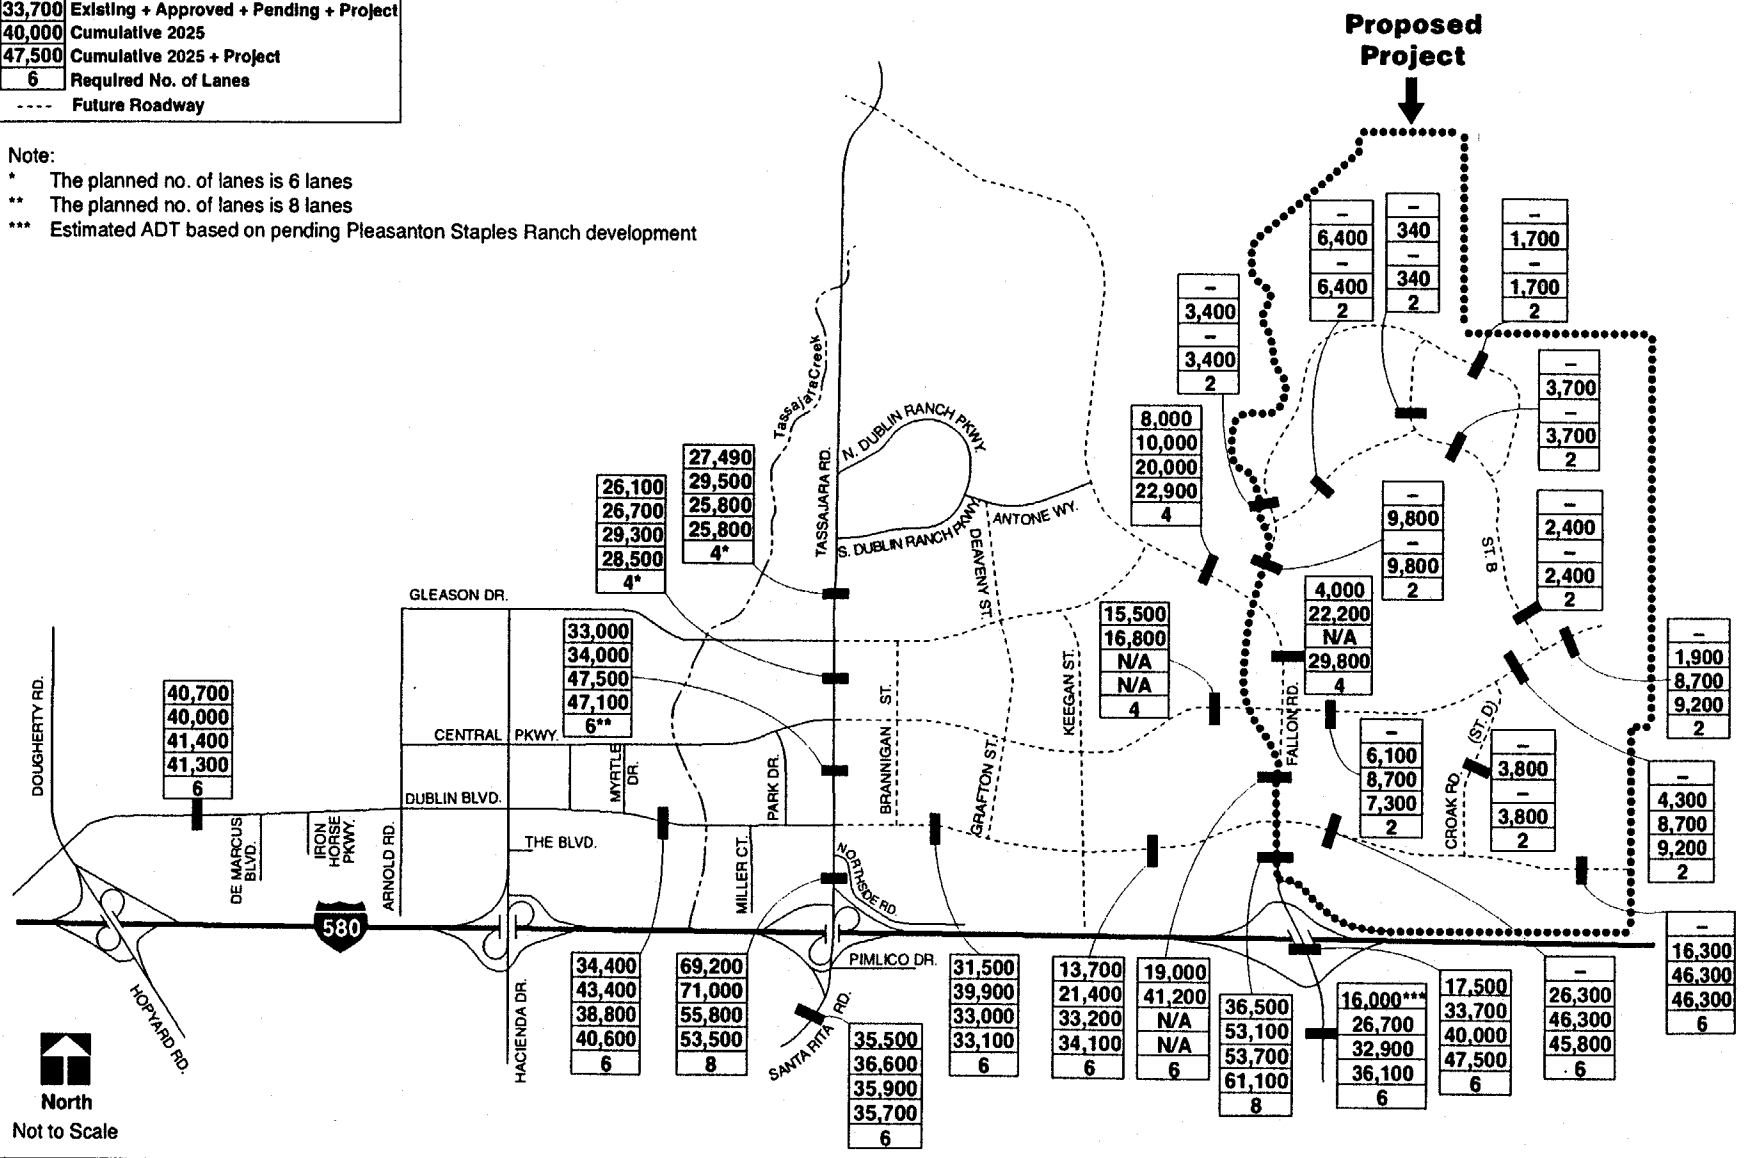 33,700 Existing + Approved + Pending + Project
40,000 Cumulative 2025
47,500 Cumulative 2025 + Project
6 Required No. of Lanes
---- Future Roadway
Note:
* The planned no. of lanes is 6 lanes
** The planned no. of lanes is 8 lanes
*** Estimated ADT based on pending Pleasanton Staples Ranch development
Proposed
Project
–
6,400
–
6,400
2
–
340
–
340
2
–
1,700
–
1,700
2
–
3,400
–
3,400
2
–
3,700
–
3,700
2
8,000
10,000
20,000
22,900
4
27,490
29,500
25,800
25,800
4*
26,100
26,700
29,300
28,500
4*
–
9,800
–
9,800
2
–
2,400
–
2,400
2
4,000
22,200
N/A
29,800
4
15,500
16,800
N/A
N/A
4
33,000
34,000
47,500
47,100
6**
–
1,900
8,700
9,200
2
40,700
40,000
41,400
41,300
6
–
6,100
8,700
7,300
2
–
3,800
–
3,800
2
–
4,300
8,700
9,200
2
–
16,300
46,300
46,300
6
34,400
43,400
38,800
40,600
6
69,200
71,000
55,800
53,500
8
35,500
36,600
35,900
35,700
6
31,500
39,900
33,000
33,100
6
13,700
21,400
33,200
34,100
6
19,000
41,200
N/A
N/A
6
36,500
53,100
53,700
61,100
8
16,000***
26,700
32,900
36,100
6
17,500
33,700
40,000
47,500
6
–
26,300
46,300
45,800
6
Tassajara Creek
TASSAJARA RD.
N. DUBLIN RANCH PKWY.
S. DUBLIN RANCH PKWY.
ANTONE WY.
DEAVENY ST.
GLEASON DR.
CENTRAL PKWY.
DUBLIN BLVD.
DOUGHERTY RD.
DE MARCUS
BLVD.
IRON
HORSE
PKWY.
ARNOLD RD.
THE BLVD.
MYRTLE
DR.
PARK DR.
MILLER CT.
BRANNIGAN ST.
GRAFTON ST.
KEEGAN ST.
FALLON RD.
ST. B
(ST. D)
CROAK RD.
NORTHSIDE RD.
PIMLICO DR.
SANTA RITA RD.
HACIENDA DR.
HOPYARD RD.
580
North
Not to Scale